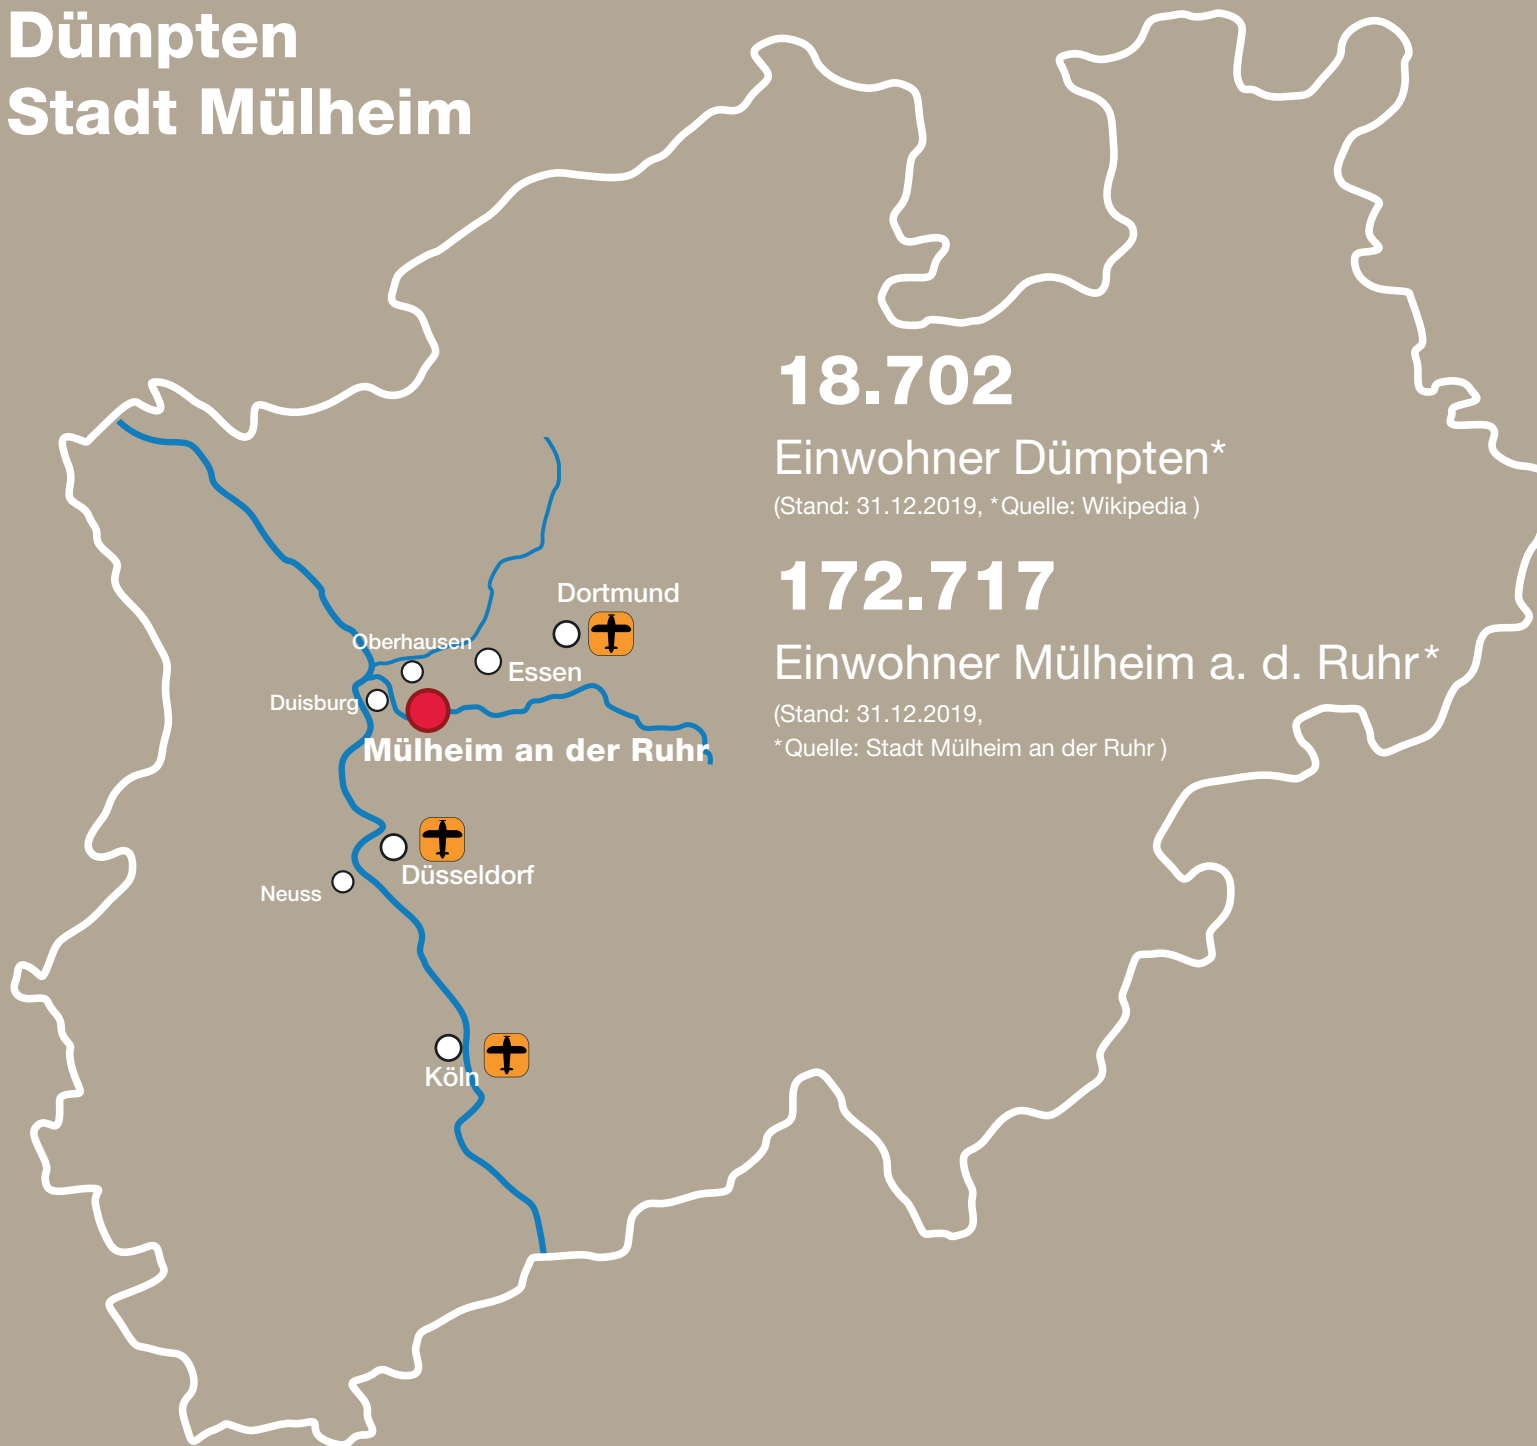 Dümpten
Stadt Mülheim
18.702
Einwohner Dümpten*
(Stand: 31.12.2019, *Quelle: Wikipedia )
172.717
Einwohner Mülheim a. d. Ruhr*
(Stand: 31.12.2019,
*Quelle: Stadt Mülheim an der Ruhr )
Dortmund
Oberhausen
Essen
Duisburg
Mülheim an der Ruhr
Düsseldorf
Neuss
Köln